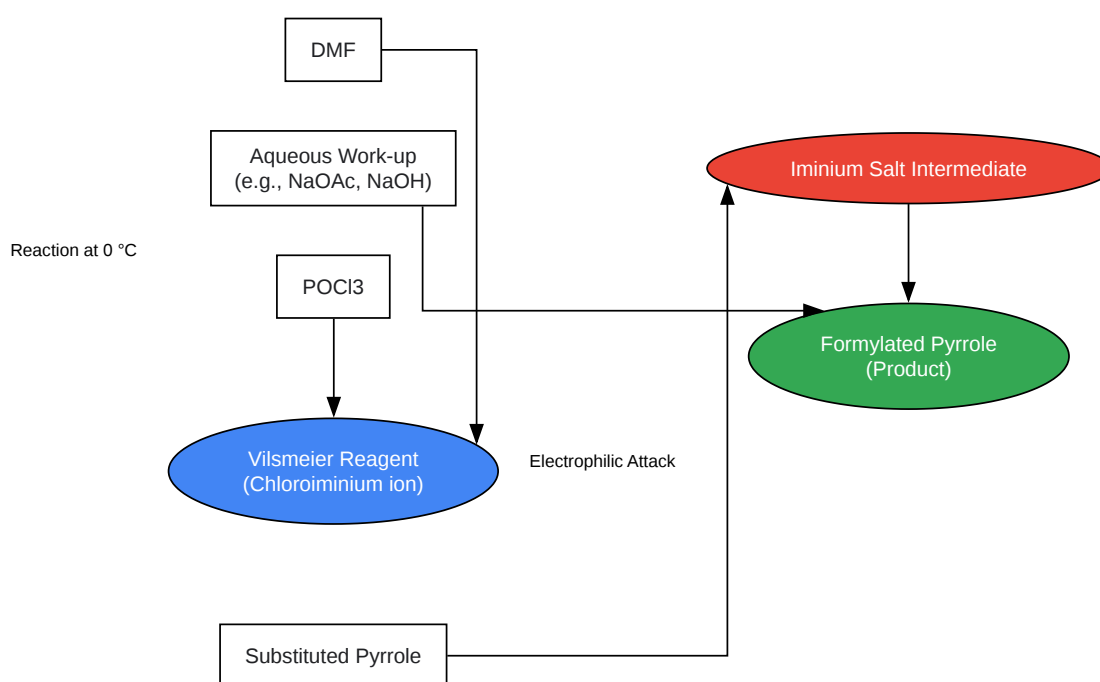 DMF
Aqueous Work-up
(e.g., NaOAc, NaOH)
Iminium Salt Intermediate
Reaction at 0 °C
POCl3
Formylated Pyrrole
(Product)
Vilsmeier Reagent
(Chloroiminium ion)
Electrophilic Attack
Substituted Pyrrole